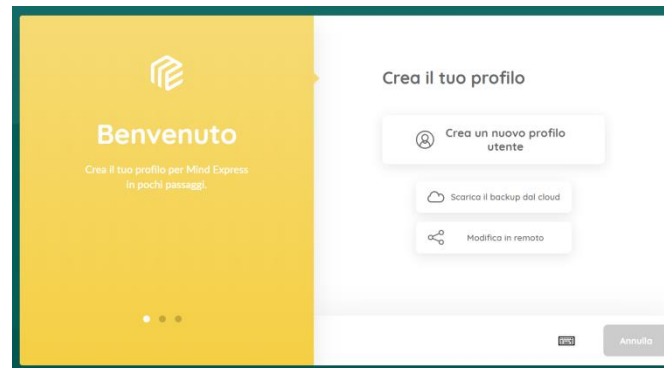 Benvenuto
Crea il tuo profilo per Mind Express
in pochi passaggi.
Crea il tuo profilo
Crea un nuovo profilo
utente
Scarica il backup dal cloud
Modifica in remoto
Annulla